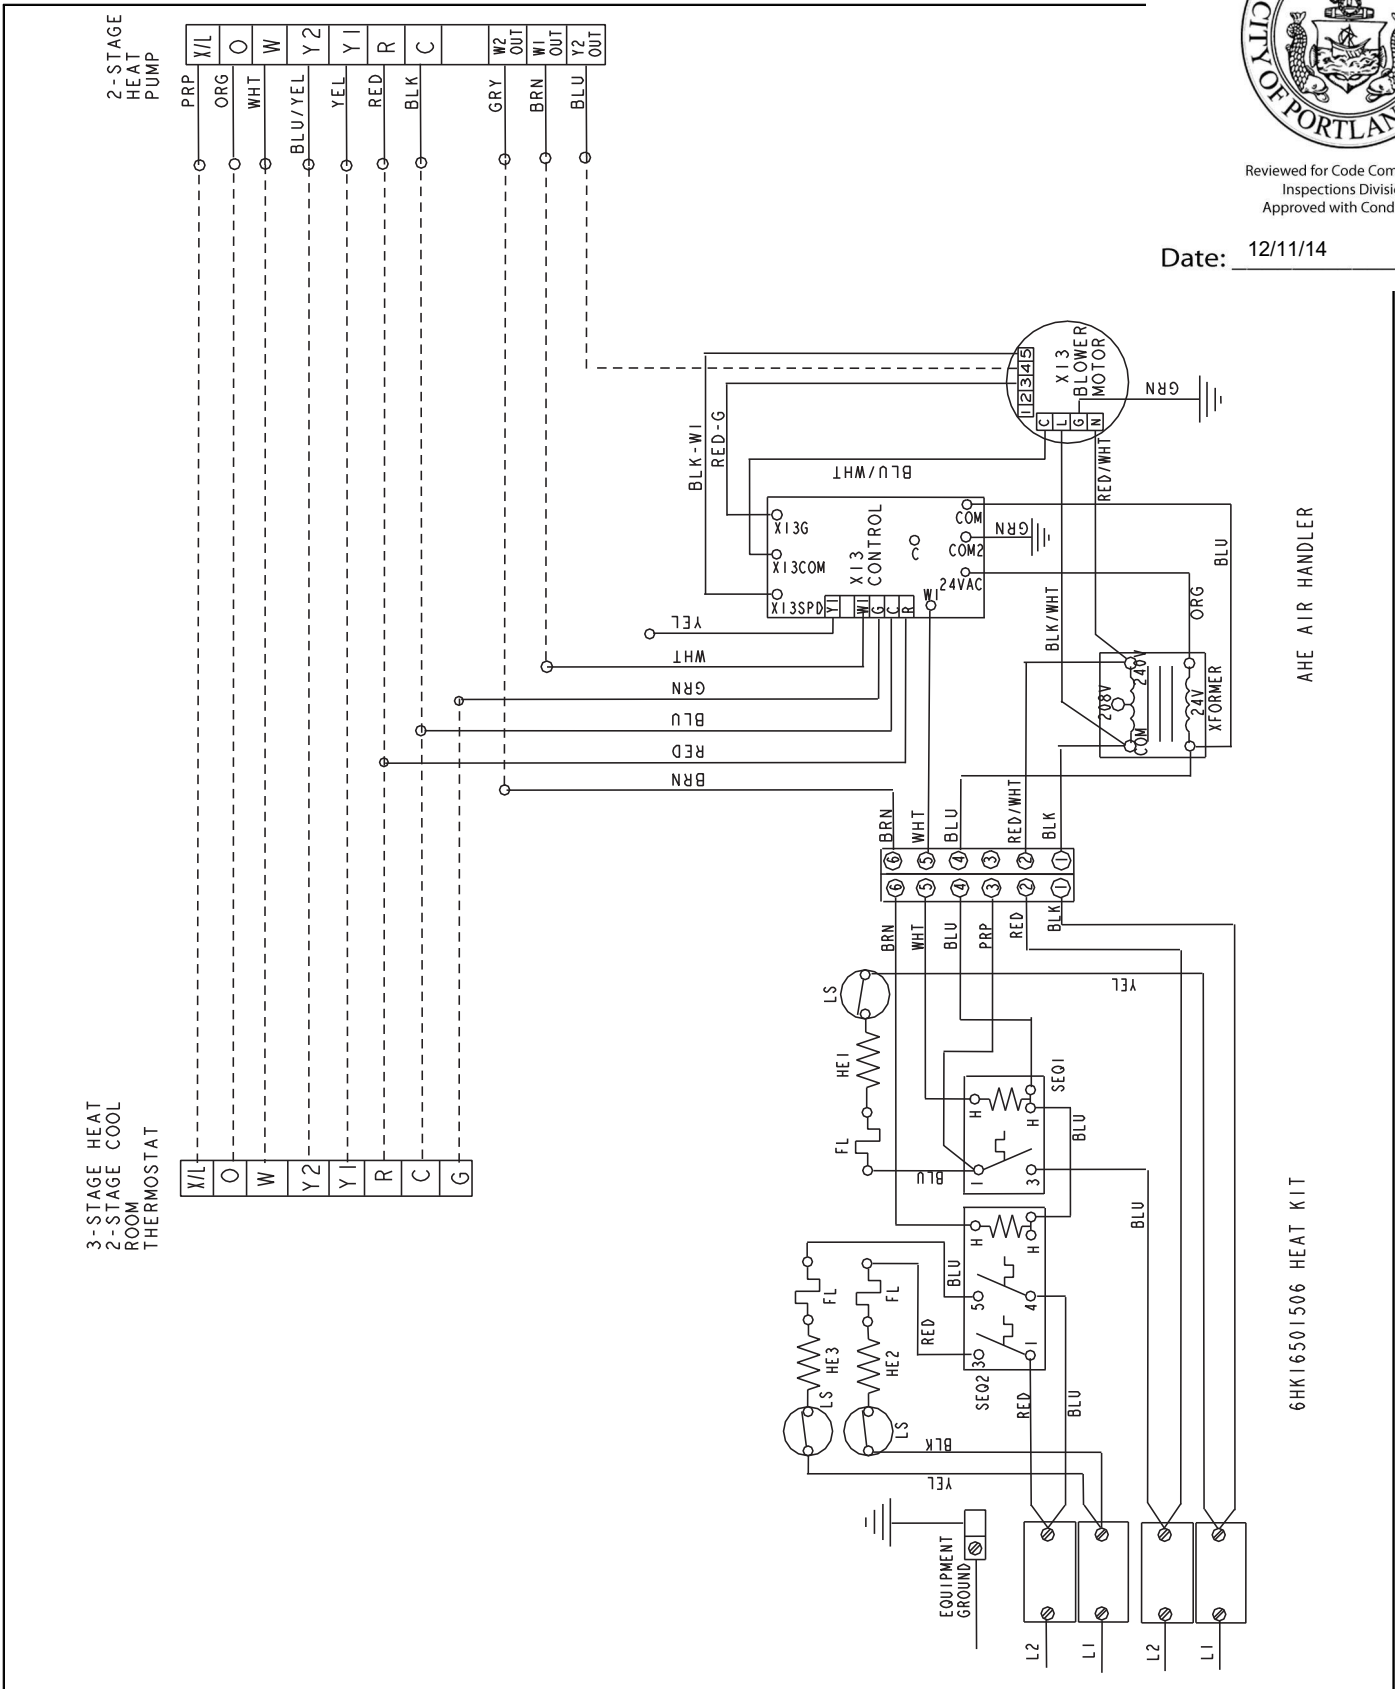 2-STAGE
HEAT
PUMP
X/L
O
W
Y2
Y1
R
C
W2
OUT
W1
OUT
Y2
OUT
PRP
ORG
WHT
BLU/YEL
YEL
RED
BLK
GRY
BRN
BLU
CITY OF PORTLAN
Reviewed for Code Com
Inspections Divisi
Approved with Cond
Date: 12/11/14
X13
BLOWER
MOTOR
1 2 3 4 5
C
L
G
N
GRN
BLK-W1
RED-G
BLU/WHT
RED/WHT
X13G
X13COM
X13SPD
X13
CONTROL
C
COM
COM2
24VAC
GRN
Y1
W1
G
C
R
W1
YEL
WHT
GRN
BLU
RED
BRN
BLK/WHT
ORG
BLU
208V
240V
COM
24V
XFORMER
AHE AIR HANDLER
BRN
WHT
BLU
RED/WHT
BLK
6 5 4 3 2 1
6 5 4 3 2 1
BRN
WHT
BLU
PRP
RED
BLK
LS
YEL
HE1
FL
BLU
SEQ1
H
H
1
3
BLU
BLU
3-STAGE HEAT
2-STAGE COOL
ROOM
THERMOSTAT
X/L
O
W
Y2
Y1
R
C
G
H
H
5
4
3
1
SEQ2
FL
FL
HE3
HE2
LS
LS
BLU
RED
RED
BLU
BLK
YEL
6HK16501506 HEAT KIT
EQUIPMENT
GROUND
L2
L1
L2
L1